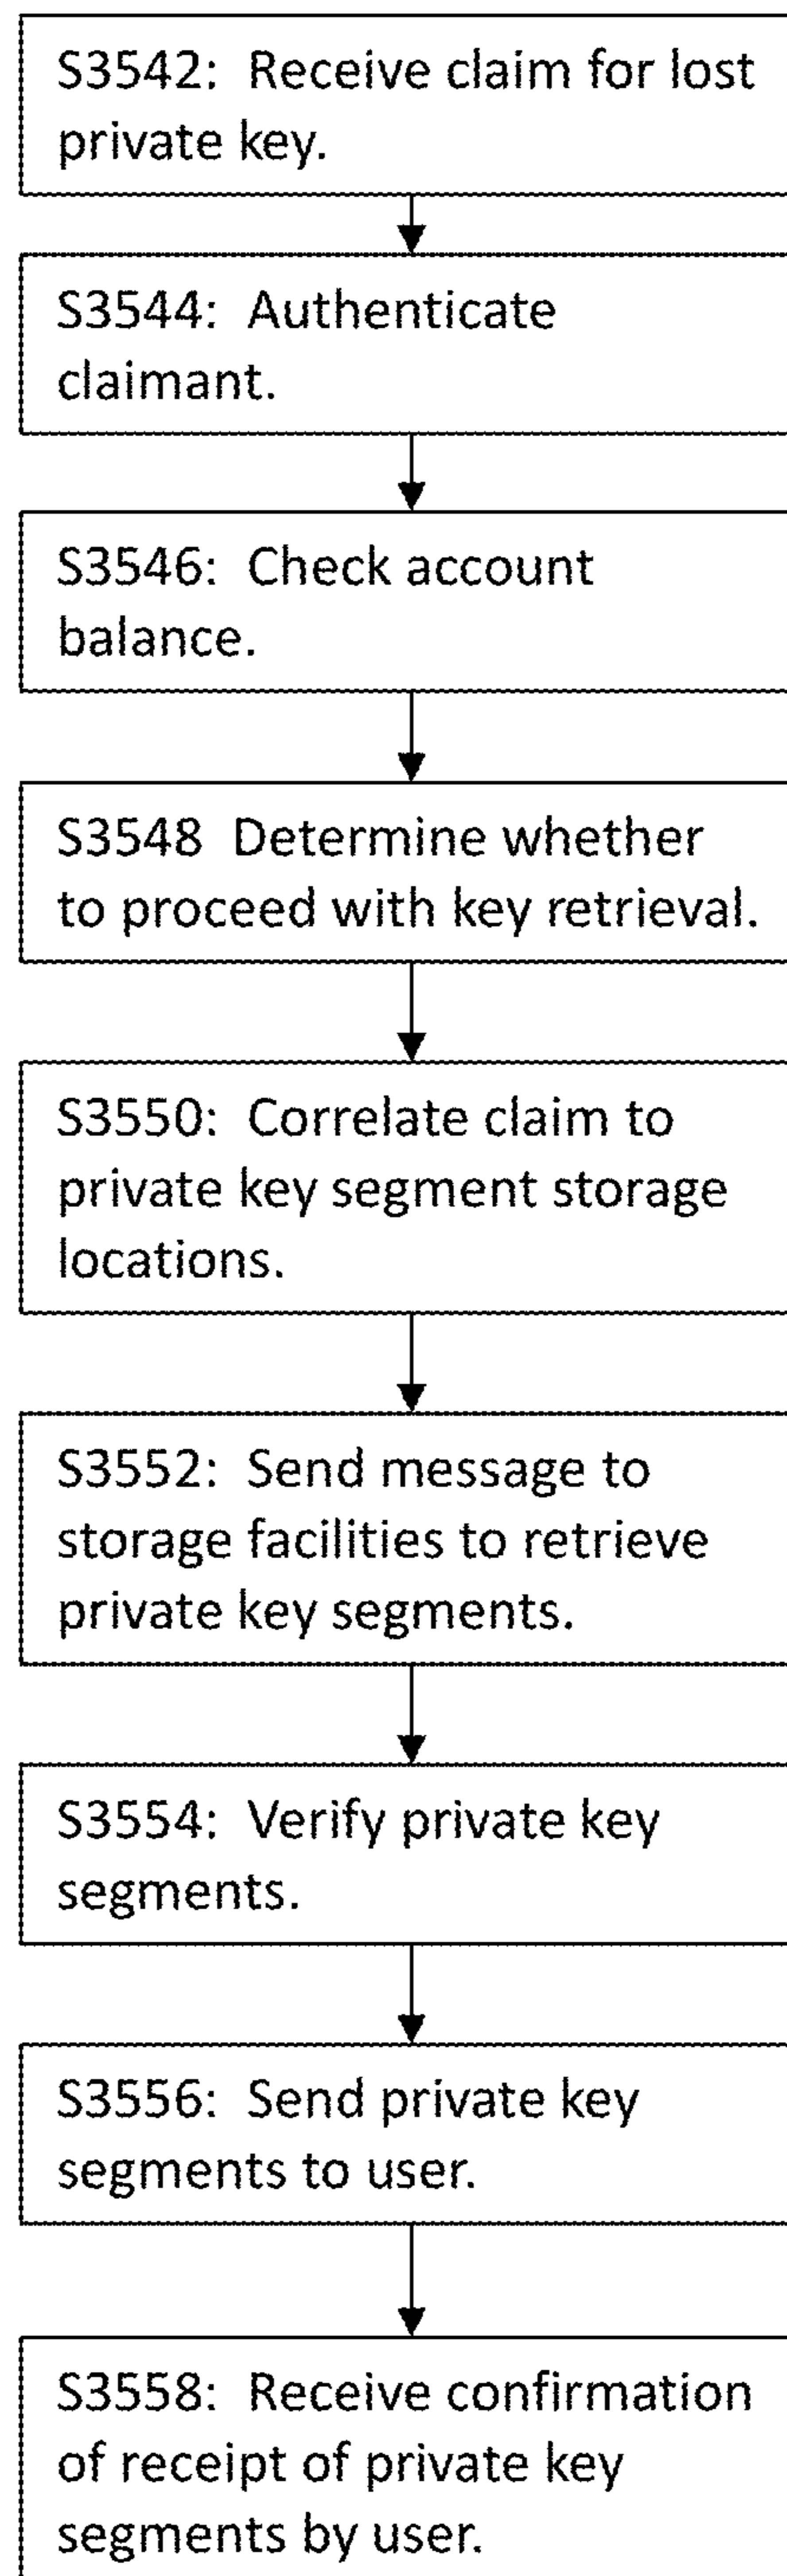 S3542: Receive claim for lost
private key.
S3544: Authenticate
claimant.
S3546: Check account
balance.
S3548 Determine whether
to proceed with key retrieval.
S3550: Correlate claim to
private key segment storage
locations.
S3552: Send message to
storage facilities to retrieve
private key segments.
S3554: Verify private key
segments.
S3556: Send private key
segments to user.
S3558: Receive confirmation
of receipt of private key
segments by user.